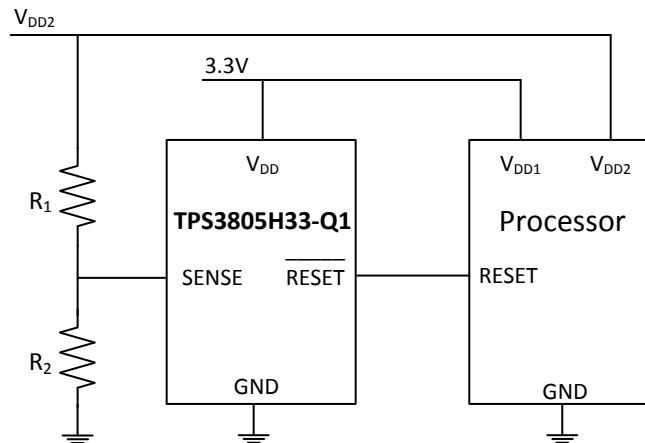 VDD2
3.3V
VDD
VDD1
VDD2
R1
TPS3805H33-Q1
Processor
SENSE
RESET
RESET
R2
GND
GND